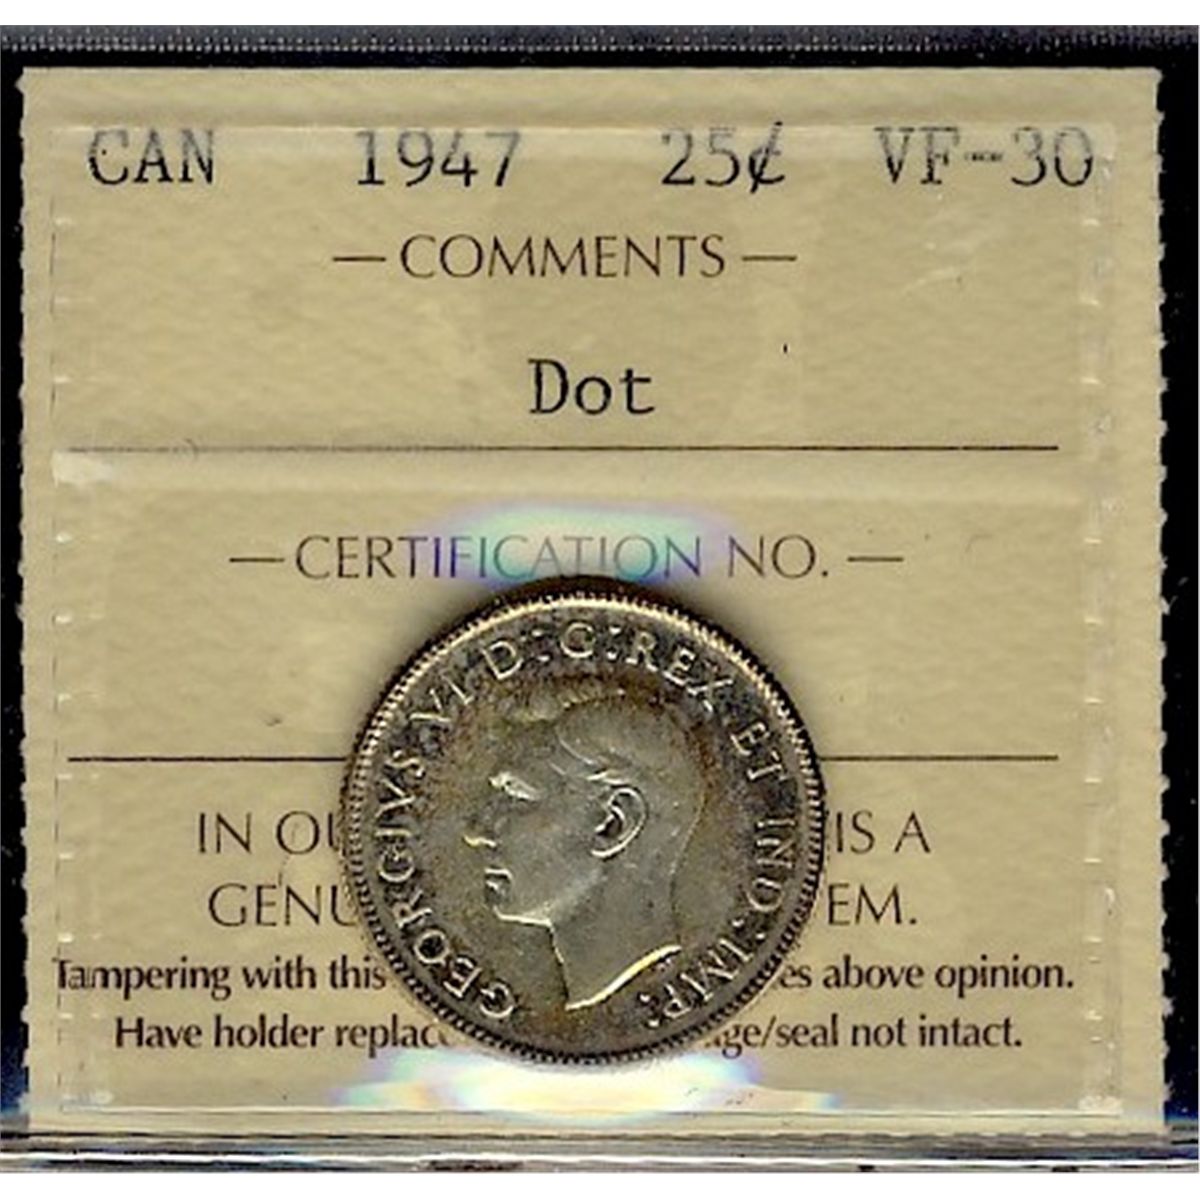 CAN 1947 25¢ VF-30
— COMMENTS —
Dot
— CERTIFICATION NO. —
GEORGIVS VI D: G: REX ET IND: IMP:
IN OU IS A
GENU EM.
Tampering with this es above opinion.
Have holder replac ge/seal not intact.